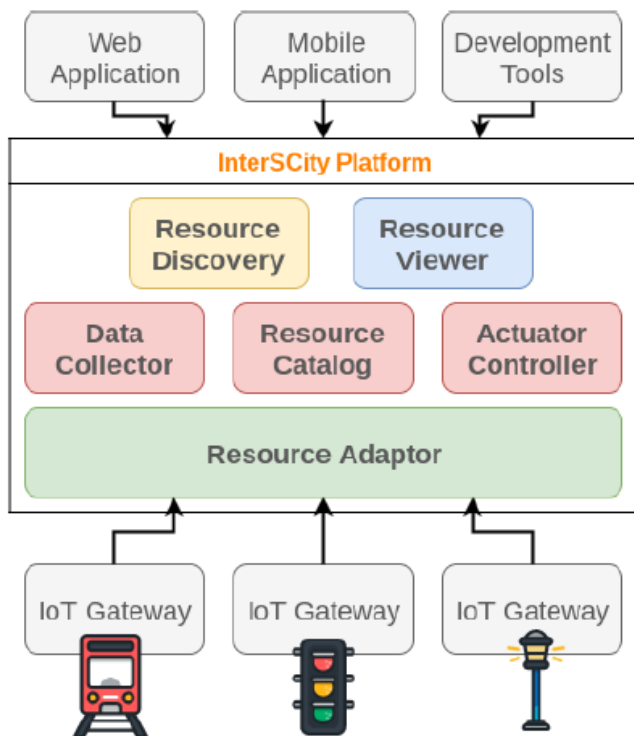 Web
Application
Mobile
Application
Development
Tools
InterSCity Platform
Resource
Discovery
Resource
Viewer
Data
Collector
Resource
Catalog
Actuator
Controller
Resource Adaptor
IoT Gateway
IoT Gateway
IoT Gateway